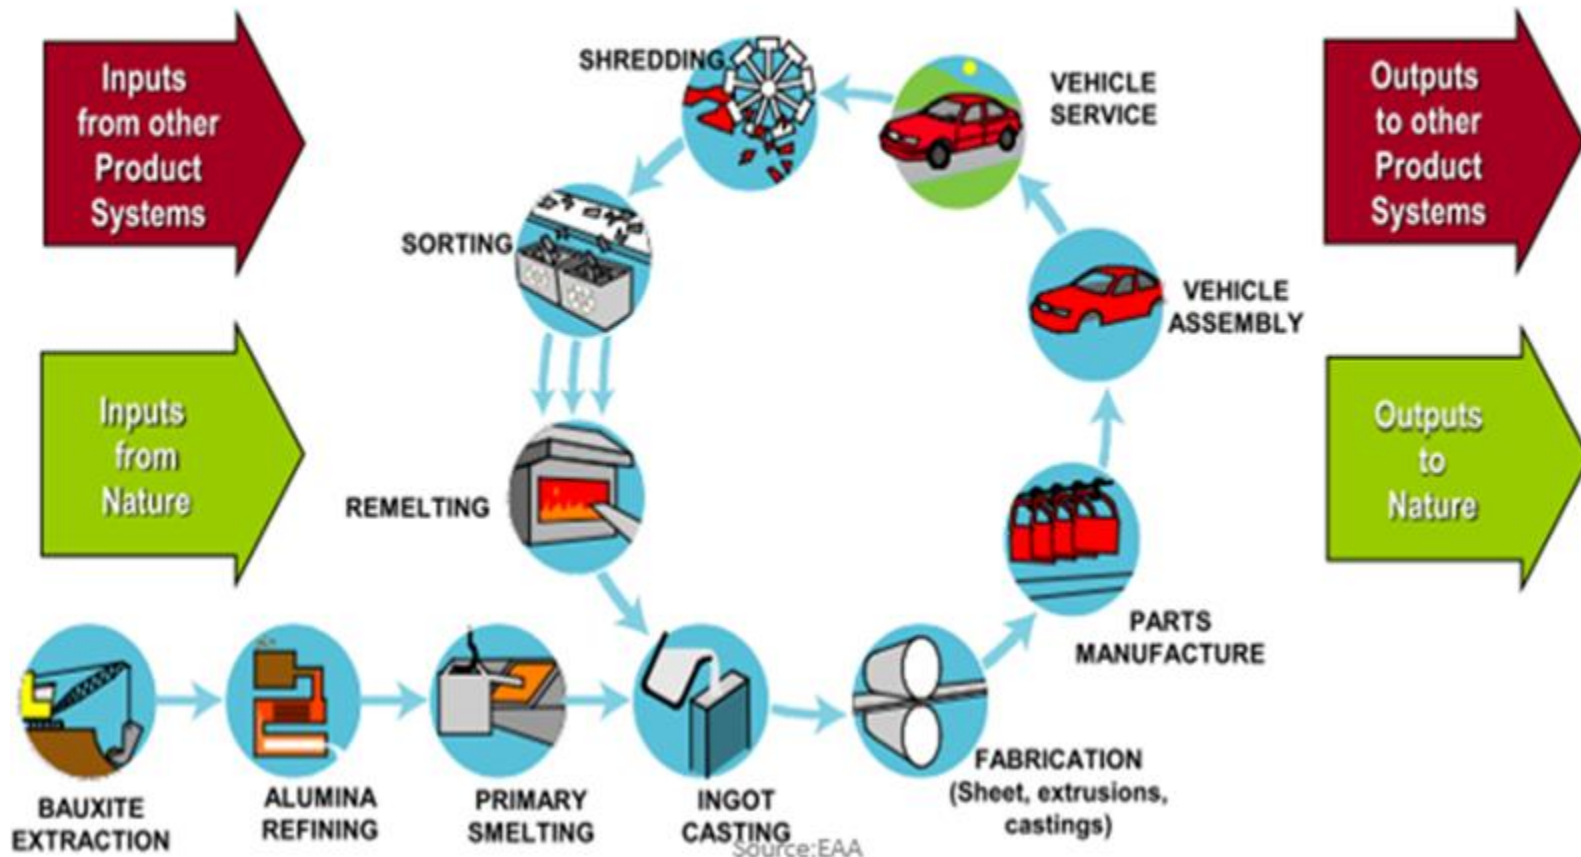 Inputs
from other
Product
Systems
Inputs
from
Nature
SHREDDING
VEHICLE
SERVICE
SORTING
VEHICLE
ASSEMBLY
REMELTING
PARTS
MANUFACTURE
BAUXITE
EXTRACTION
ALUMINA
REFINING
PRIMARY
SMELTING
INGOT
CASTING
FABRICATION
(Sheet, extrusions,
castings)
Source:EAA
Outputs
to other
Product
Systems
Outputs
to
Nature